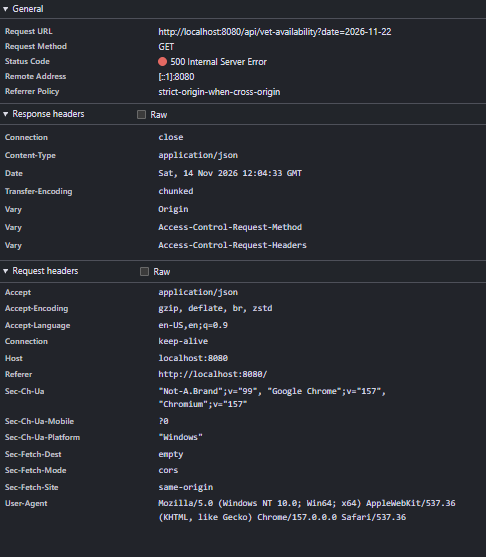 General
Request URL http://localhost:8080/api/vet-availability?date=2026-11-22
Request Method GET
Status Code 500 Internal Server Error
Remote Address [::1]:8080
Referrer Policy strict-origin-when-cross-origin
Response headers Raw
Connection close
Content-Type application/json
Date Sat, 14 Nov 2026 12:04:33 GMT
Transfer-Encoding chunked
Vary Origin
Vary Access-Control-Request-Method
Vary Access-Control-Request-Headers
Request headers Raw
Accept application/json
Accept-Encoding gzip, deflate, br, zstd
Accept-Language en-US,en;q=0.9
Connection keep-alive
Host localhost:8080
Referer http://localhost:8080/
Sec-Ch-Ua "Not-A.Brand";v="99", "Google Chrome";v="157",
"Chromium";v="157"
Sec-Ch-Ua-Mobile ?0
Sec-Ch-Ua-Platform "Windows"
Sec-Fetch-Dest empty
Sec-Fetch-Mode cors
Sec-Fetch-Site same-origin
User-Agent Mozilla/5.0 (Windows NT 10.0; Win64; x64) AppleWebKit/537.36
(KHTML, like Gecko) Chrome/157.0.0.0 Safari/537.36